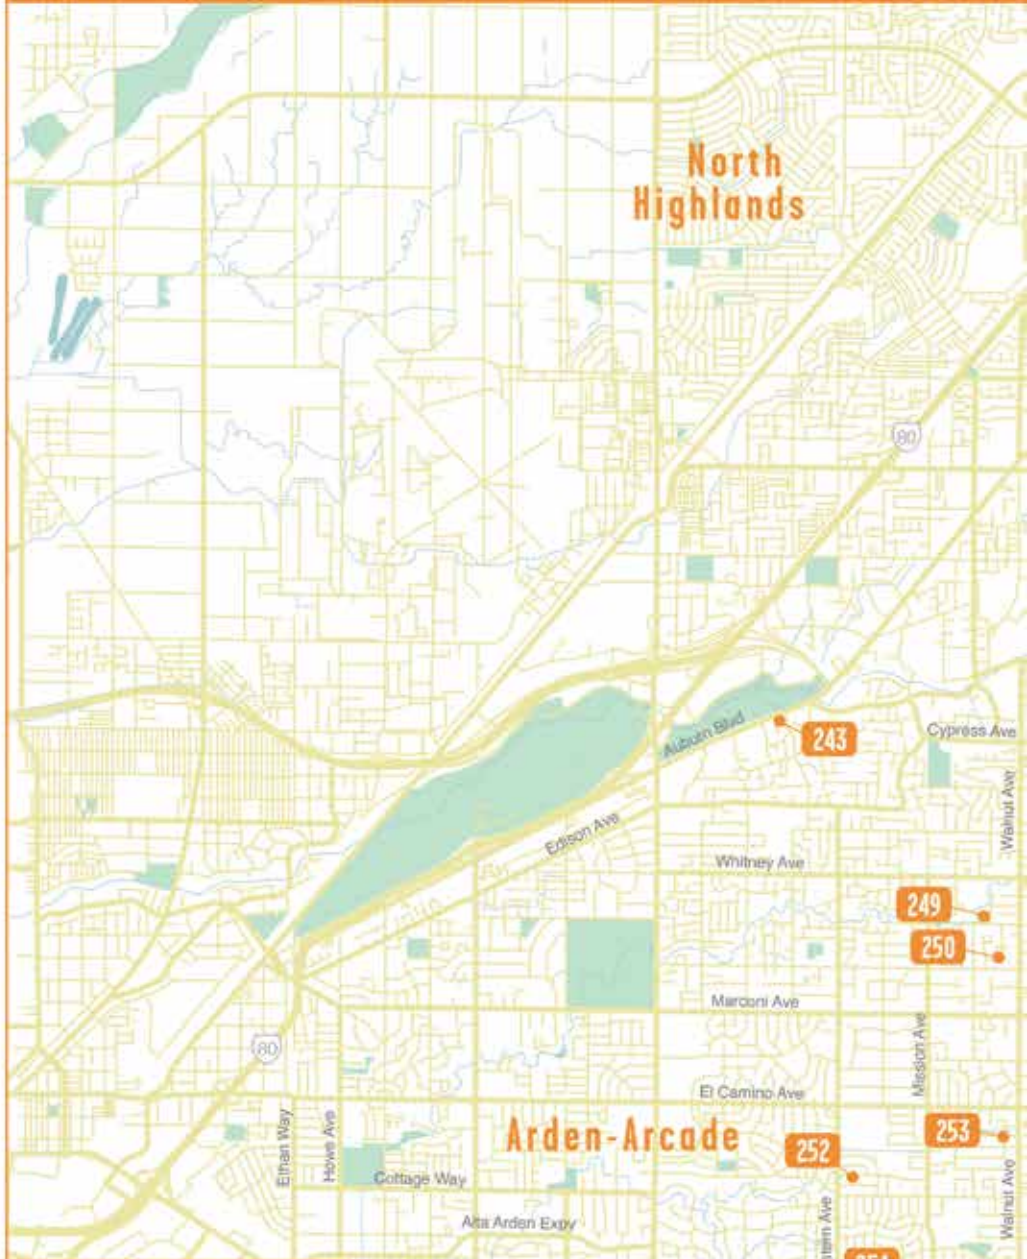 North
Highlands
80
Auburn Blvd
243
Cypress Ave
Walnut Ave
Edison Ave
Whitney Ave
249
250
Marconi Ave
Mission Ave
80
El Camino Ave
Ethan Way
Howe Ave
Arden-Arcade
252
253
Cottage Way
Walnut Ave
Alta Arden Expy